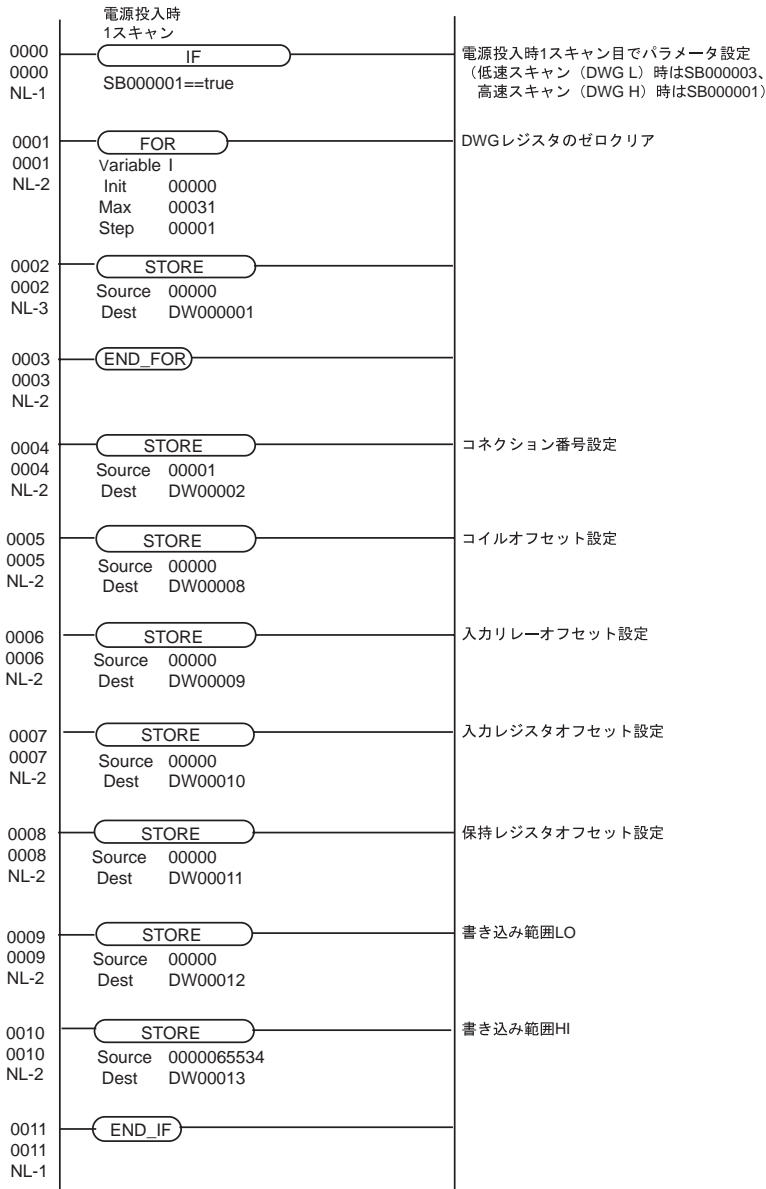 電源投入時
1スキャン
0000
0000
NL-1
IF
SB000001==true
電源投入時1スキャン目でパラメータ設定
（低速スキャン（DWG L）時はSB000003、
高速スキャン（DWG H）時はSB000001）
0001
0001
NL-2
FOR
Variable I
Init 00000
Max 00031
Step 00001
DWGレジスタのゼロクリア
0002
0002
NL-3
STORE
Source 00000
Dest DW000001
0003
0003
NL-2
END_FOR
0004
0004
NL-2
STORE
Source 00001
Dest DW00002
コネクション番号設定
0005
0005
NL-2
STORE
Source 00000
Dest DW00008
コイルオフセット設定
0006
0006
NL-2
STORE
Source 00000
Dest DW00009
入力リレーオフセット設定
0007
0007
NL-2
STORE
Source 00000
Dest DW00010
入力レジスタオフセット設定
0008
0008
NL-2
STORE
Source 00000
Dest DW00011
保持レジスタオフセット設定
0009
0009
NL-2
STORE
Source 00000
Dest DW00012
書き込み範囲LO
0010
0010
NL-2
STORE
Source 0000065534
Dest DW00013
書き込み範囲HI
0011
0011
NL-1
END_IF